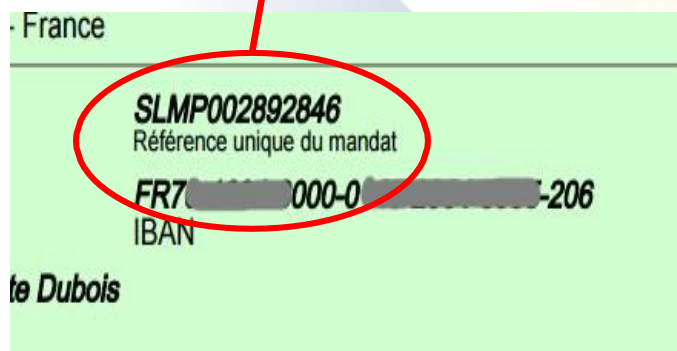 - France
SLMP002892846
Référence unique du mandat
FR7 000-0 -206
IBAN
te Dubois